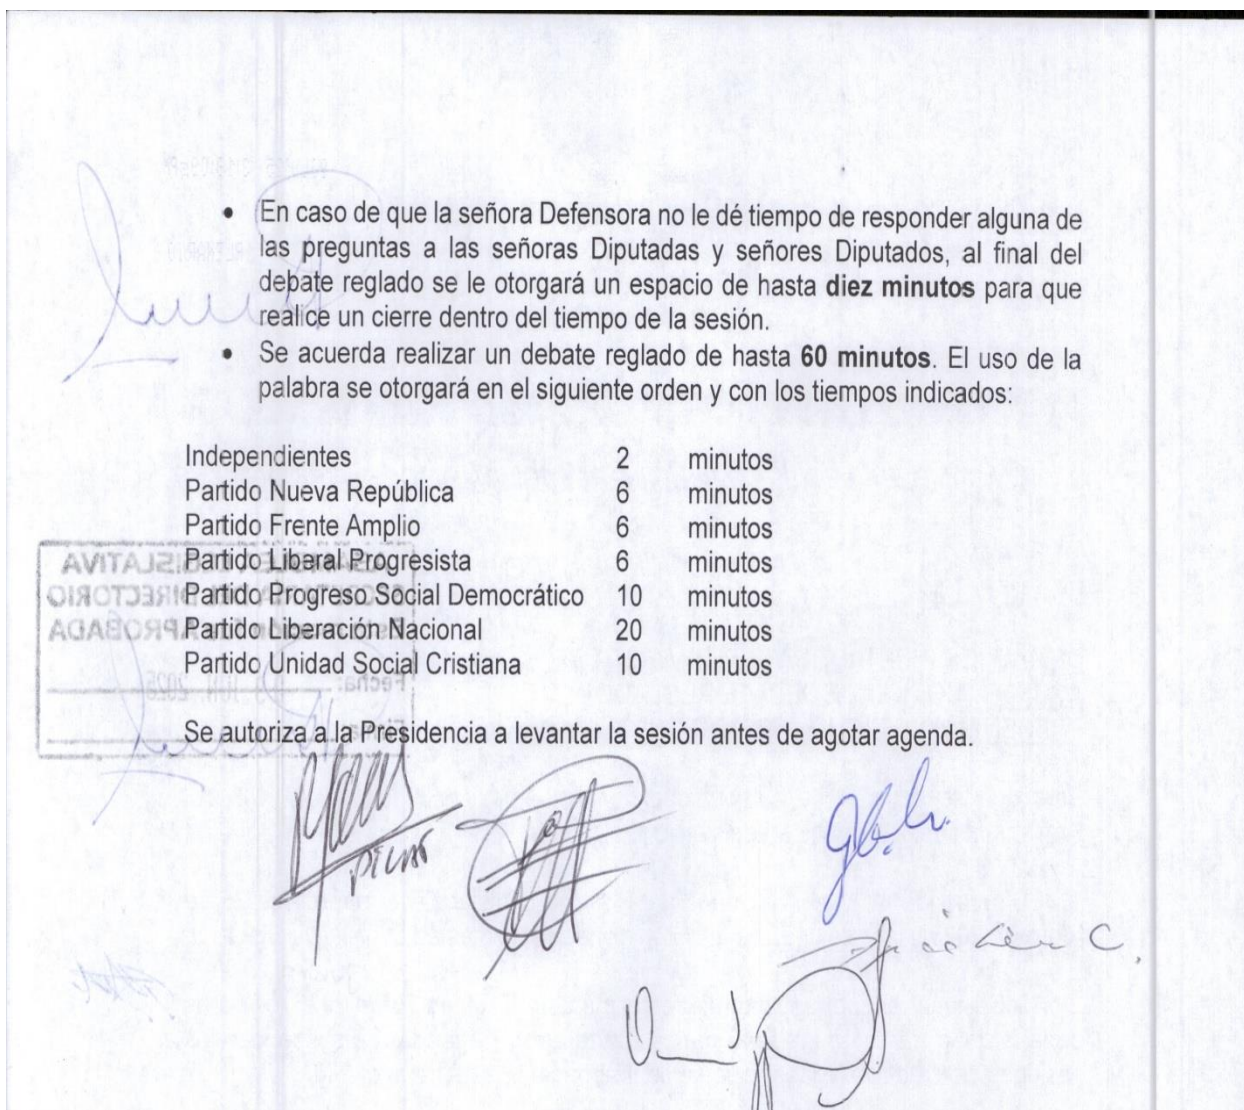 • En caso de que la señora Defensora no le dé tiempo de responder alguna de
las preguntas a las señoras Diputadas y señores Diputados, al final del
debate reglado se le otorgará un espacio de hasta diez minutos para que
realice un cierre dentro del tiempo de la sesión.
• Se acuerda realizar un debate reglado de hasta 60 minutos. El uso de la
palabra se otorgará en el siguiente orden y con los tiempos indicados:
Independientes 2 minutos
Partido Nueva República 6 minutos
Partido Frente Amplio 6 minutos
Partido Liberal Progresista 6 minutos
Partido Progreso Social Democrático 10 minutos
Partido Liberación Nacional 20 minutos
Partido Unidad Social Cristiana 10 minutos
Se autoriza a la Presidencia a levantar la sesión antes de agotar agenda.